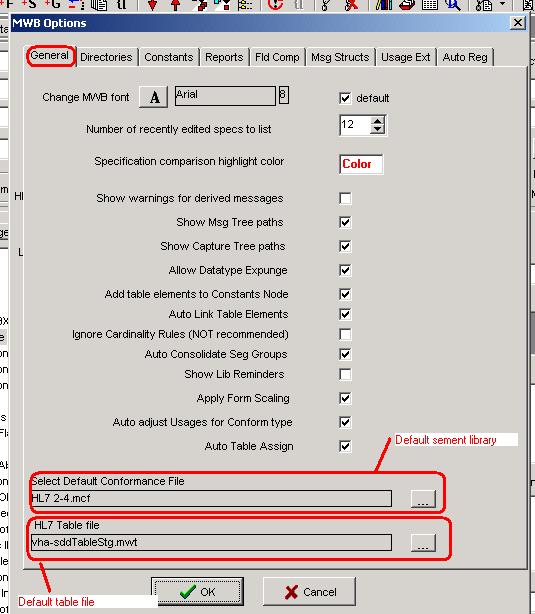 +F +S +G
MWB Options
General Directories Constants Reports Fld Comp Msg Structs Usage Ext Auto Reg
Change MWB font A Arial 8 default
Number of recently edited specs to list 12
Specification comparison highlight color Color
Show warnings for derived messages
Show Msg Tree paths
Show Capture Tree paths
Allow Datatype Expunge
Add table elements to Constants Node
Auto Link Table Elements
Ignore Cardinality Rules (NOT recommended)
Auto Consolidate Seg Groups
Show Lib Reminders
Apply Form Scaling
Auto adjust Usages for Conform type
Auto Table Assign
Default sement library
Select Default Conformance File
HL7 2-4.mcf ...
HL7 Table file
vha-sddTableStg.mwt ...
Default table file
OK Cancel